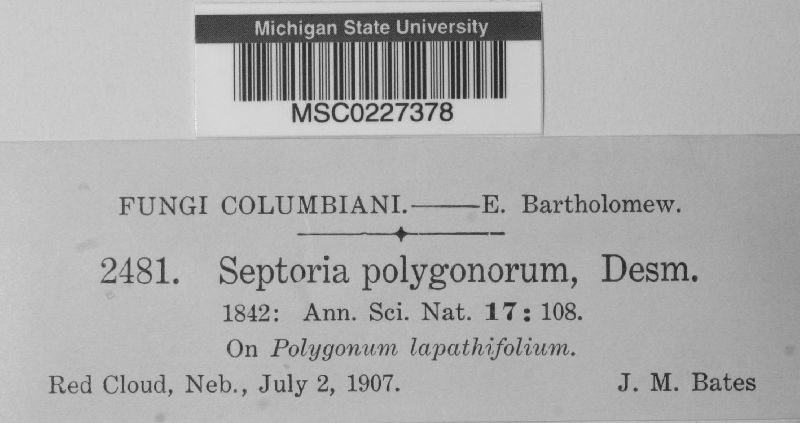 Michigan State University
MSC0227378
FUNGI COLUMBIANI.——E. Bartholomew.
2481. Septoria polygonorum, Desm.
1842: Ann. Sci. Nat. 17: 108.
On Polygonum lapathifolium.
Red Cloud, Neb., July 2, 1907. J. M. Bates